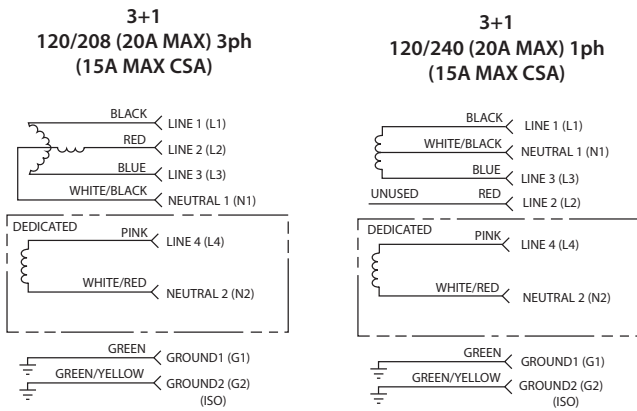 3+1
120/208 (20A MAX) 3ph
(15A MAX CSA)
BLACK
LINE 1 (L1)
RED
LINE 2 (L2)
BLUE
LINE 3 (L3)
WHITE/BLACK
NEUTRAL 1 (N1)
DEDICATED
PINK
LINE 4 (L4)
WHITE/RED
NEUTRAL 2 (N2)
GREEN
GROUND1 (G1)
GREEN/YELLOW
GROUND2 (G2)
(ISO)
3+1
120/240 (20A MAX) 1ph
(15A MAX CSA)
BLACK
LINE 1 (L1)
WHITE/BLACK
NEUTRAL 1 (N1)
BLUE
LINE 3 (L3)
UNUSED RED
LINE 2 (L2)
DEDICATED
PINK
LINE 4 (L4)
WHITE/RED
NEUTRAL 2 (N2)
GREEN
GROUND1 (G1)
GREEN/YELLOW
GROUND2 (G2)
(ISO)